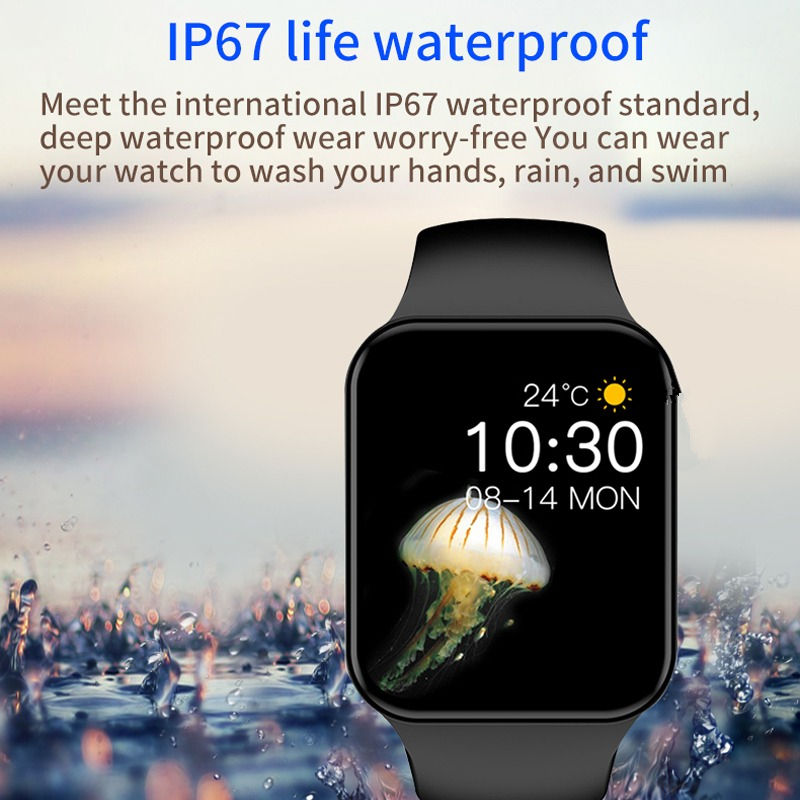 IP67 life waterproof
Meet the international IP67 waterproof standard,
deep waterproof wear worry-free You can wear
your watch to wash your hands, rain, and swim
24°C
10:30
08-14 MON